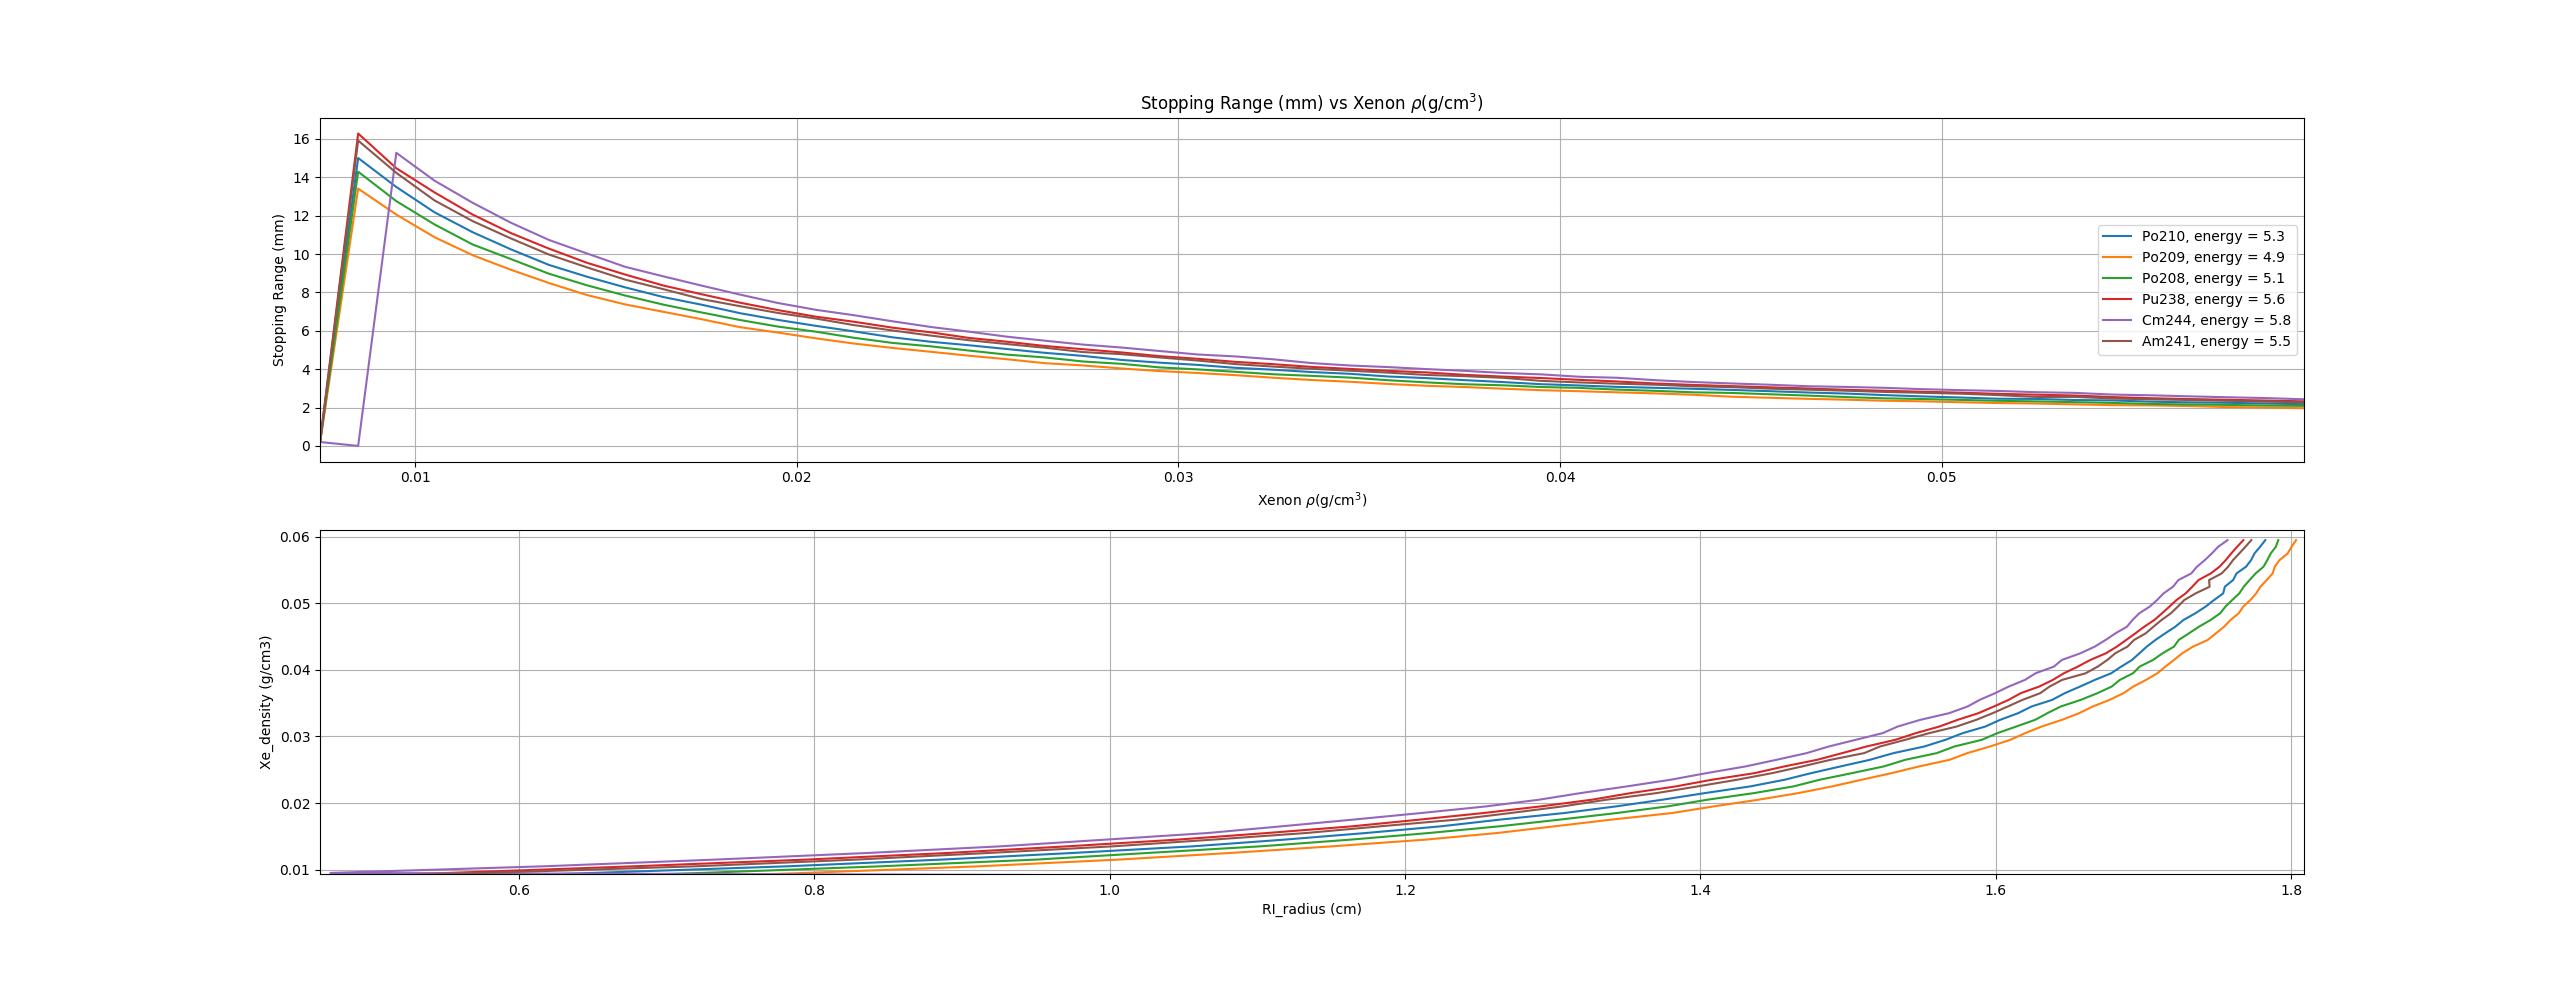 Stopping Range (mm) vs Xenon ρ(g/cm³)
16
14
12
10
8
6
4
2
0
Stopping Range (mm)
Po210, energy = 5.3
Po209, energy = 4.9
Po208, energy = 5.1
Pu238, energy = 5.6
Cm244, energy = 5.8
Am241, energy = 5.5
0.01 0.02 0.03 0.04 0.05
Xenon ρ(g/cm³)
0.06
0.05
0.04
0.03
0.02
0.01
Xe_density (g/cm3)
0.6 0.8 1.0 1.2 1.4 1.6 1.8
RI_radius (cm)